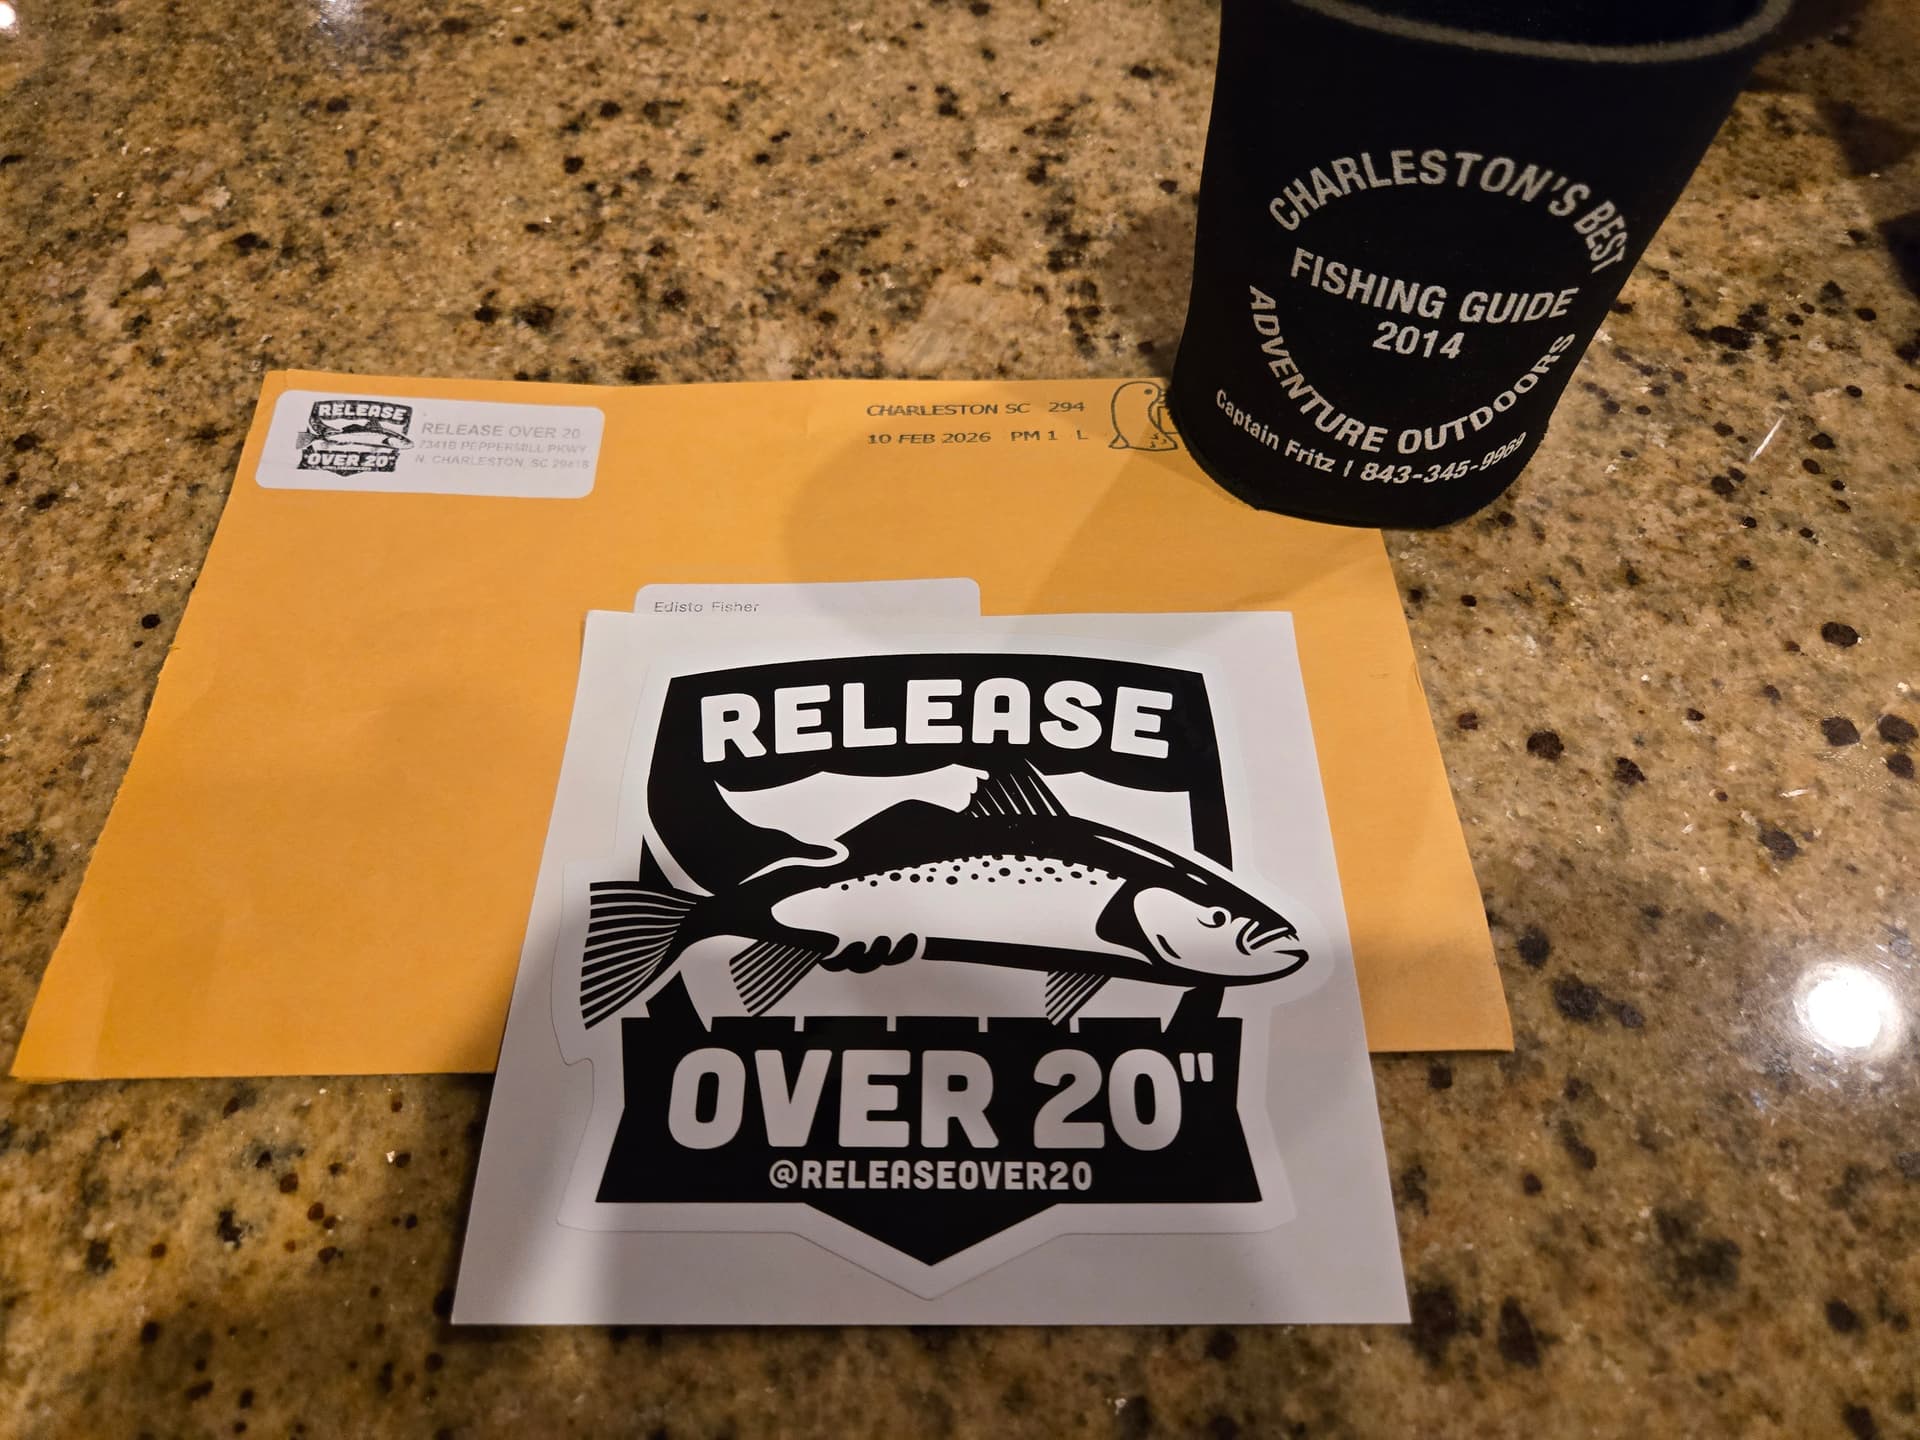 CHARLESTON'S BEST
FISHING GUIDE
2014
ADVENTURE OUTDOORS
Captain Fritz | 843-345-9969
RELEASE
OVER 20"
RELEASE OVER 20
7341B PEPPERMILL PKWY
N. CHARLESTON, SC 29418
CHARLESTON SC 294
10 FEB 2026 PM 1 L
Edisto Fisher
RELEASE
OVER 20"
@RELEASEOVER20